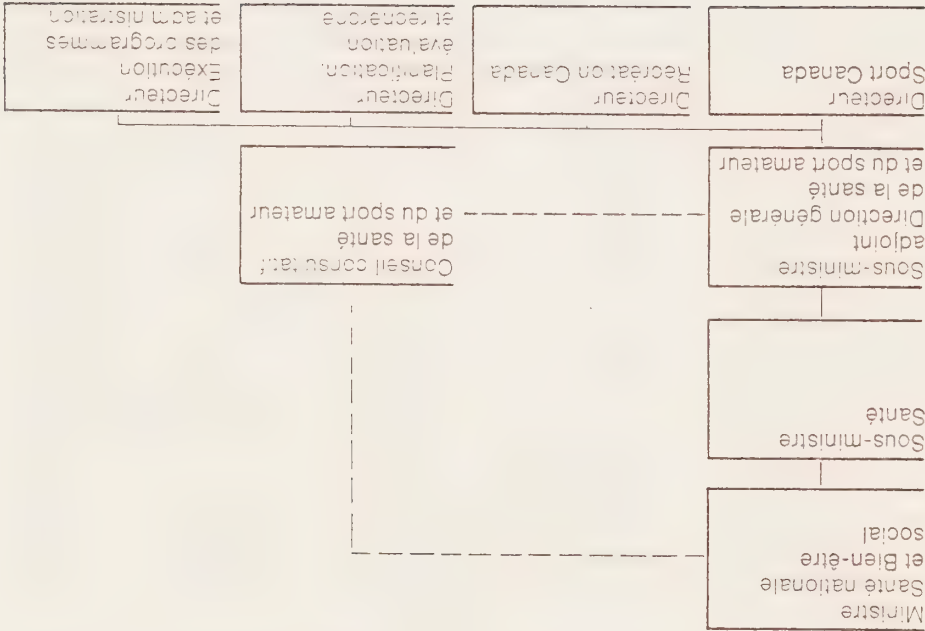 Ministre
Santé nationale
et Bien-être
social
Sous-ministre
Santé
Sous-ministre
adjoint
Direction générale
de la santé
et du sport amateur
Conseil consultatif
de la santé
et du sport amateur
Directeur
Sport Canada
Directeur
Récréation Canada
Directeur
Planification,
évaluation
et recherche
Directeur
Exécution
des programmes
et administration